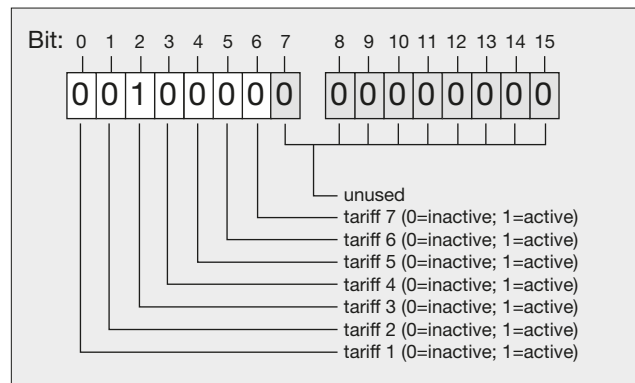 Bit: 0 1 2 3 4 5 6 7 8 9 10 11 12 13 14 15
0 0 1 0 0 0 0 0 0 0 0 0 0 0 0 0
unused
tariff 7 (0=inactive; 1=active)
tariff 6 (0=inactive; 1=active)
tariff 5 (0=inactive; 1=active)
tariff 4 (0=inactive; 1=active)
tariff 3 (0=inactive; 1=active)
tariff 2 (0=inactive; 1=active)
tariff 1 (0=inactive; 1=active)